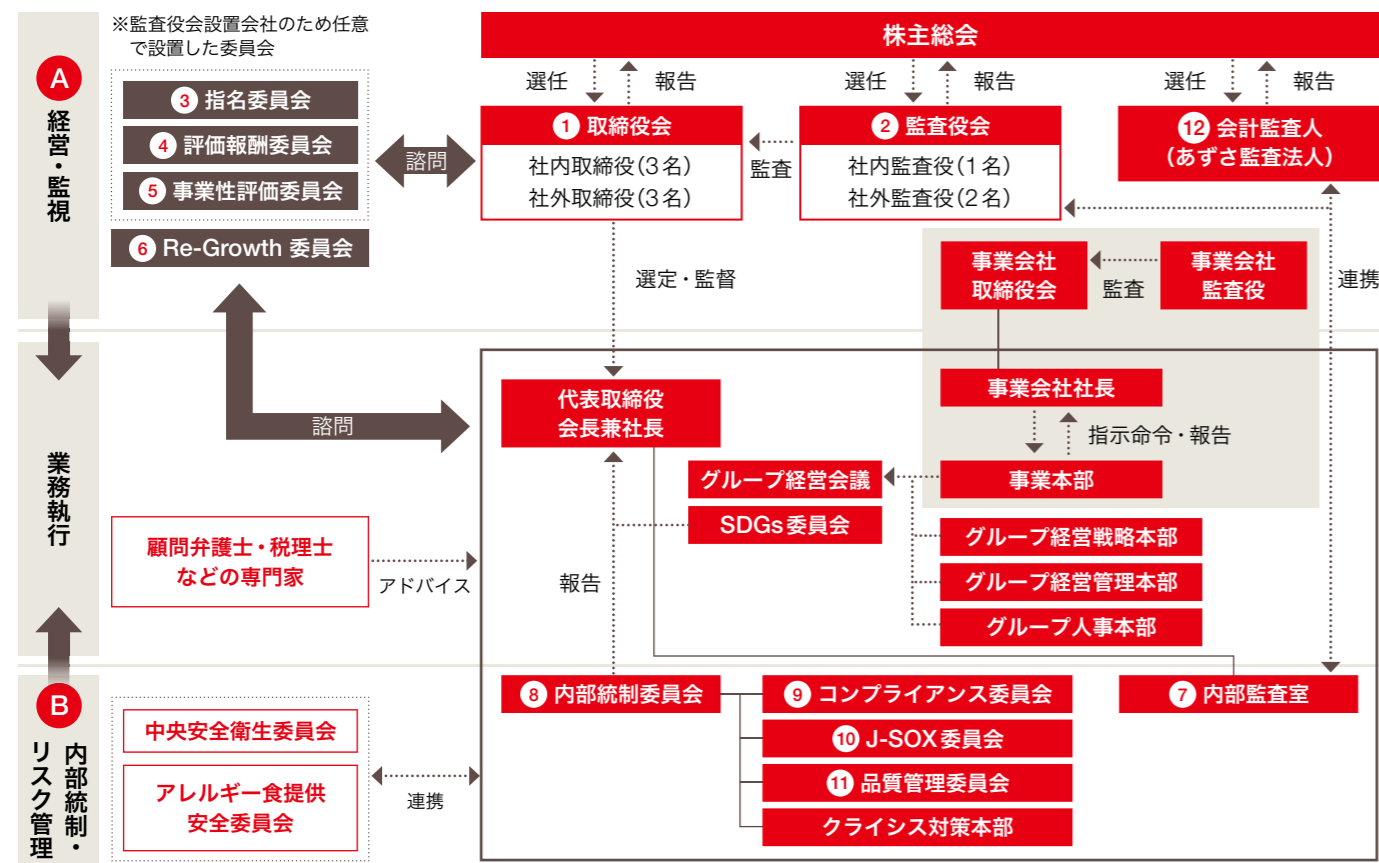 ※監査役会設置会社のため任意
で設置した委員会
A
経営・監視
③ 指名委員会
④ 評価報酬委員会
⑤ 事業性評価委員会
⑥ Re-Growth 委員会
諮問
株主総会
選任
報告
選任
報告
選任
報告
① 取締役会
社内取締役(3名)
社外取締役(3名)
監査
② 監査役会
社内監査役(1名)
社外監査役(2名)
⑫ 会計監査人
(あずさ監査法人)
選定・監督
事業会社
取締役会
監査
事業会社
監査役
連携
業務執行
諮問
代表取締役
会長兼社長
事業会社社長
指示命令・報告
グループ経営会議
事業本部
SDGs委員会
グループ経営戦略本部
グループ経営管理本部
グループ人事本部
顧問弁護士・税理士
などの専門家
アドバイス
報告
B
内部統制・
リスク管理
⑧ 内部統制委員会
⑨ コンプライアンス委員会
⑦ 内部監査室
⑩ J-SOX委員会
⑪ 品質管理委員会
クライシス対策本部
中央安全衛生委員会
アレルギー食提供
安全委員会
連携